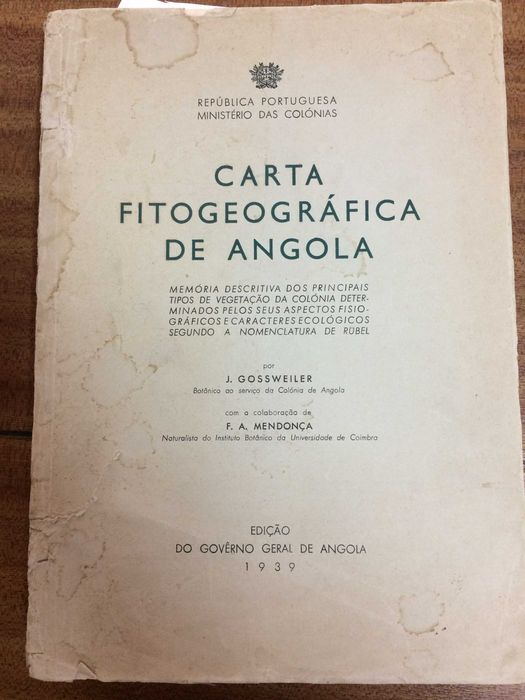 REPÚBLICA PORTUGUESA
MINISTÉRIO DAS COLÓNIAS
CARTA
FITOGEOGRÁFICA
DE ANGOLA
MEMÓRIA DESCRITIVA DOS PRINCIPAIS
TIPOS DE VEGETAÇÃO DA COLÓNIA DETER-
MINADOS PELOS SEUS ASPECTOS FISIO-
GRÁFICOS E CARACTERES ECOLÓGICOS
SEGUNDO A NOMENCLATURA DE RÜBEL
por
J. GOSSWEILER
Botânico ao serviço da Colónia de Angola
com a colaboração de
F. A. MENDONÇA
Naturalista do Instituto Botânico da Universidade de Coimbra
EDIÇÃO
DO GOVÊRNO GERAL DE ANGOLA
1939